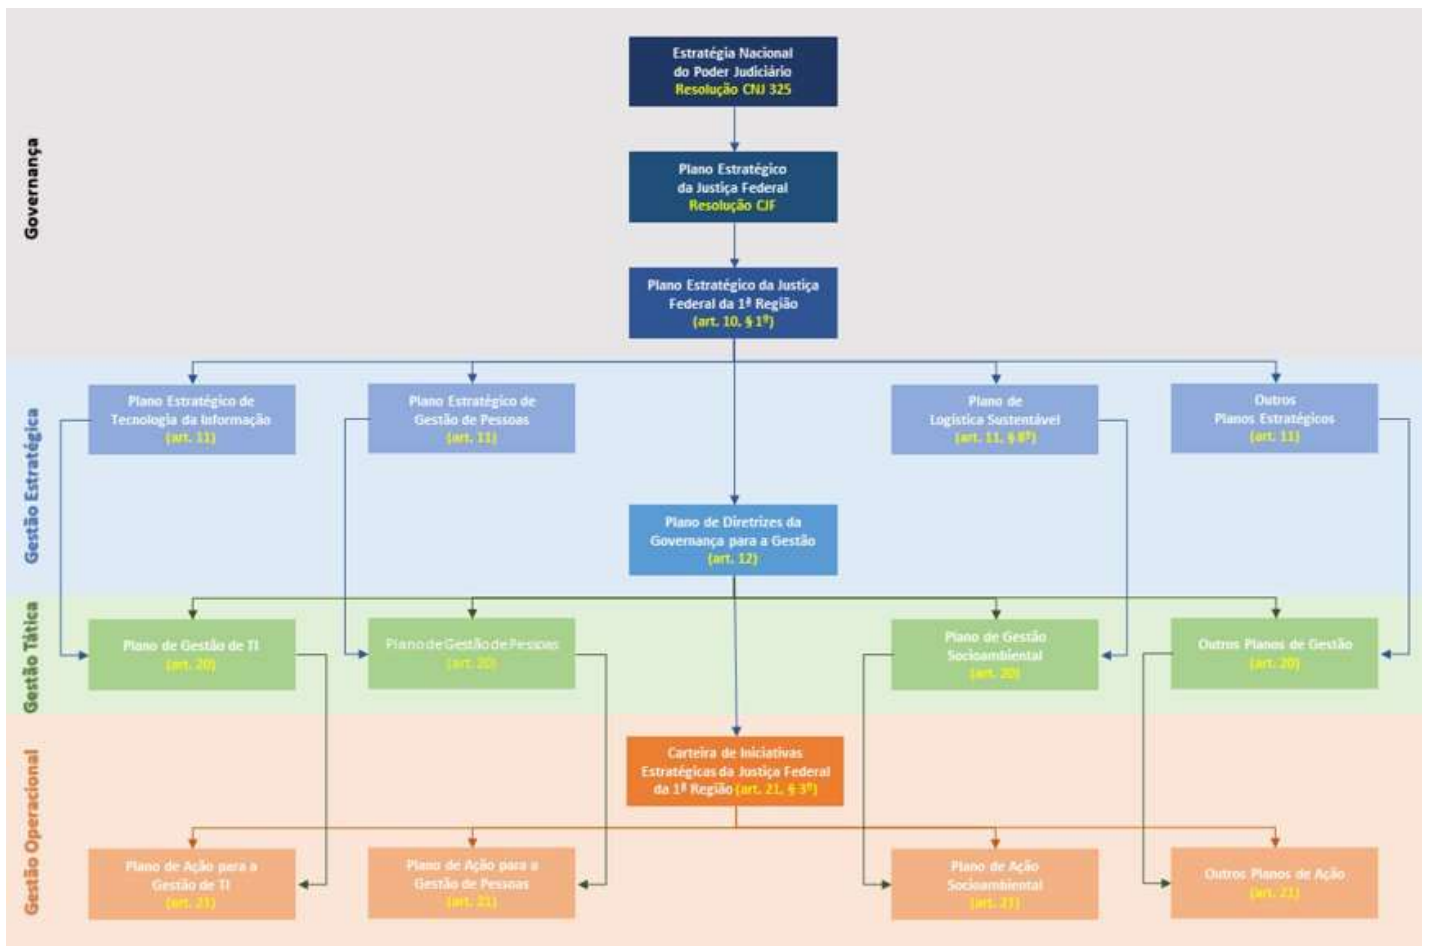 Governança
Estratégia Nacional
do Poder Judiciário
Resolução CNJ 325
Plano Estratégico
da Justiça Federal
Resolução CJF
Plano Estratégico da Justiça
Federal da 1ª Região
(art. 10, § 1º)
Gestão Estratégica
Plano Estratégico de
Tecnologia da Informação
(art. 11)
Plano Estratégico de
Gestão de Pessoas
(art. 11)
Plano de
Logística Sustentável
(art. 11, § 8º)
Outros
Planos Estratégicos
(art. 11)
Plano de Diretrizes da
Governança para a Gestão
(art. 12)
Gestão Tática
Plano de Gestão de TI
(art. 20)
Plano de Gestão de Pessoas
(art. 20)
Plano de Gestão
Socioambiental
(art. 20)
Outros Planos de Gestão
(art. 20)
Gestão Operacional
Carteira de Iniciativas
Estratégicas da Justiça Federal
da 1ª Região (art. 21, § 3º)
Plano de Ação para a
Gestão de TI
(art. 21)
Plano de Ação para a
Gestão de Pessoas
(art. 21)
Plano de Ação
Socioambiental
(art. 21)
Outros Planos de Ação
(art. 21)